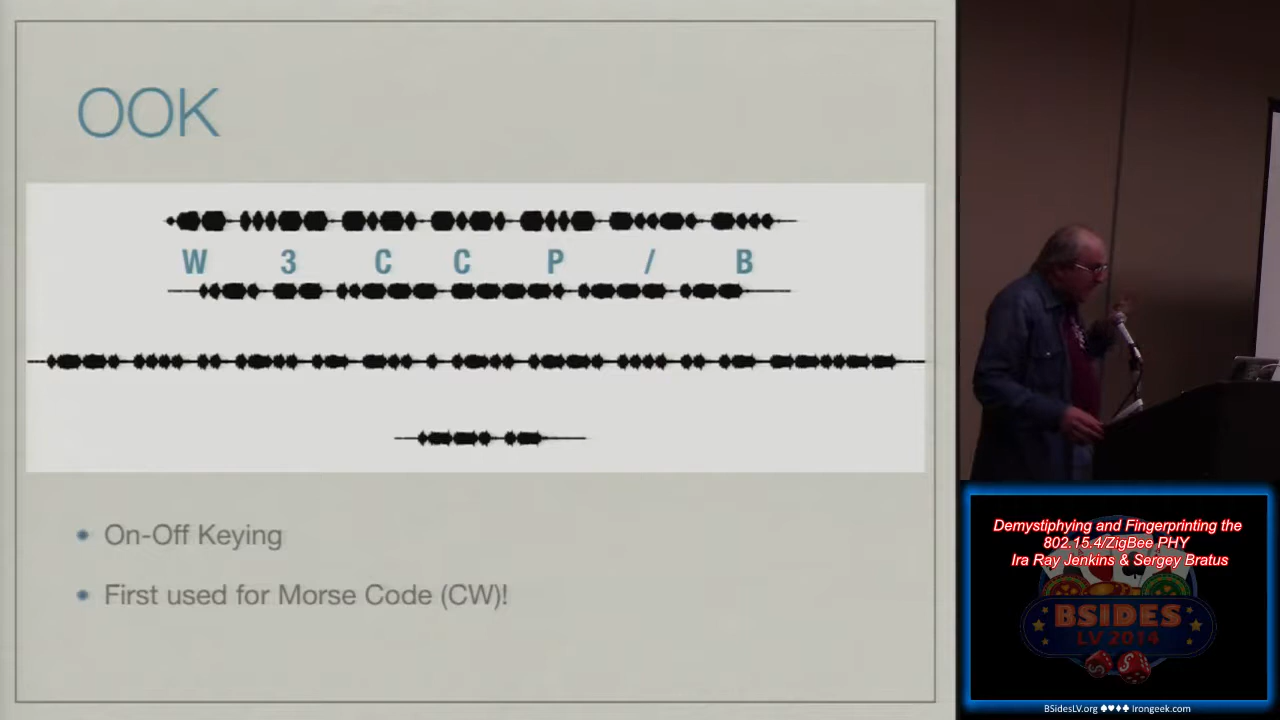 OOK
W 3 C C P / B
• On-Off Keying
• First used for Morse Code (CW)!
Demystiphying and Fingerprinting the
802.15.4/ZigBee PHY
Ira Ray Jenkins & Sergey Bratus
BSIDES
LV 2014
BSidesLV.org ♠♥♦♣ Irongeek.com